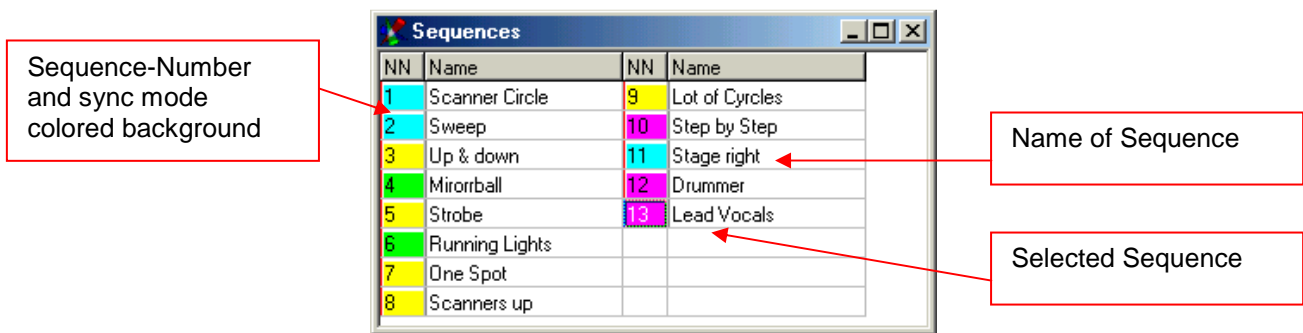 Sequences
Sequence-Number
and sync mode
colored background
NN Name NN Name
1 Scanner Circle 9 Lot of Cyrcles
2 Sweep 10 Step by Step
3 Up & down 11 Stage right
4 Mirorrball 12 Drummer
5 Strobe 13 Lead Vocals
6 Running Lights
7 One Spot
8 Scanners up
Name of Sequence
Selected Sequence